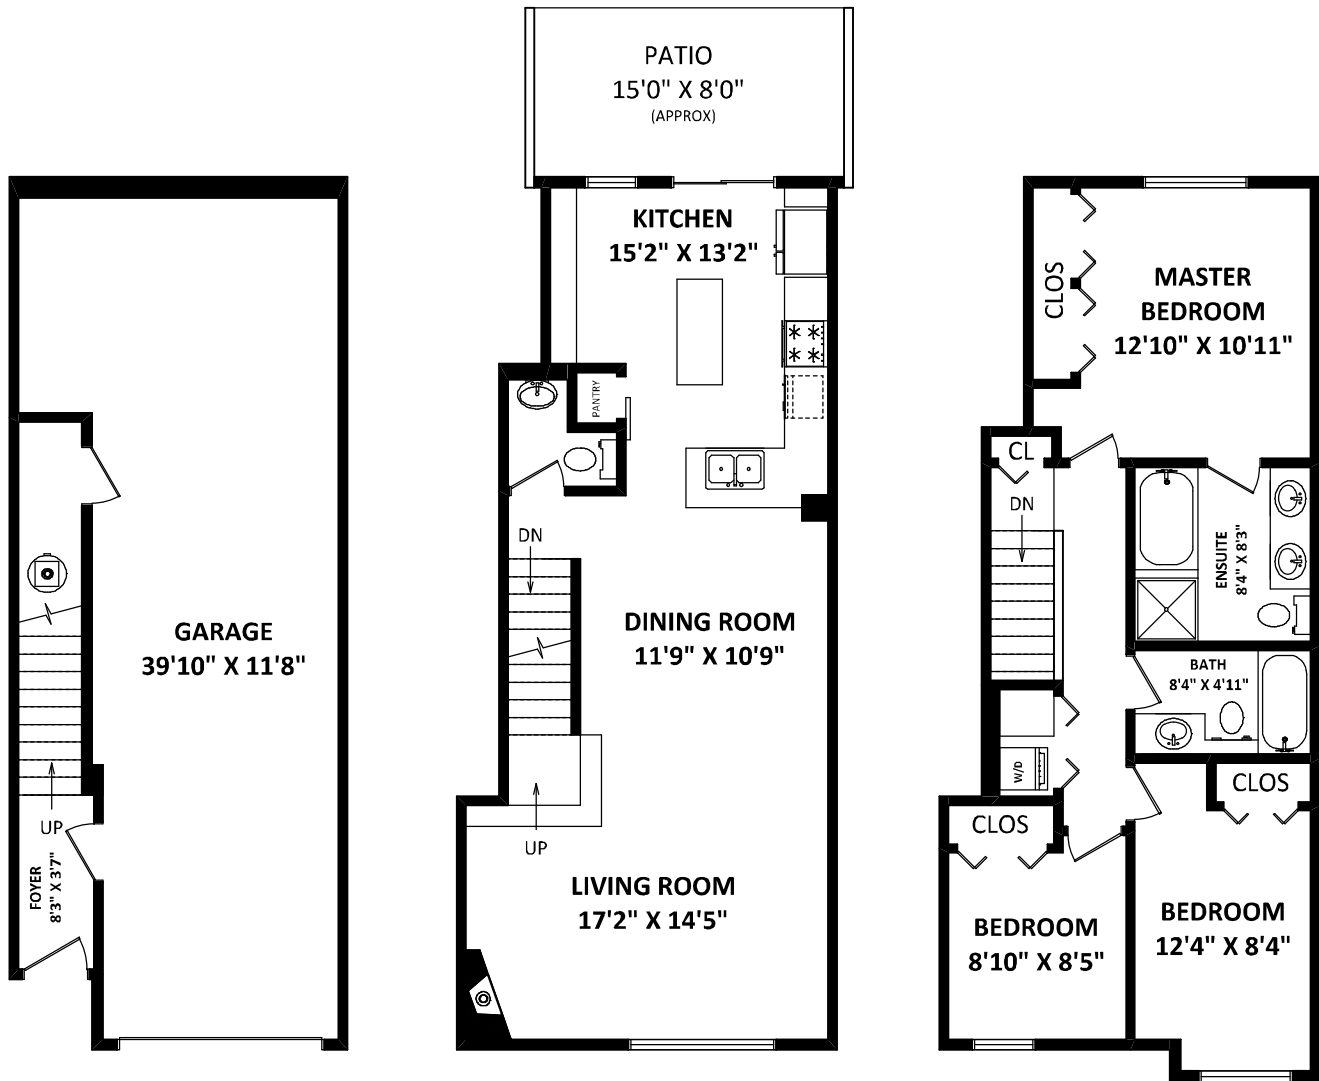 GARAGE
39'10" X 11'8"
UP
FOYER
8'3" X 3'7"
PATIO
15'0" X 8'0"
(APPROX)
KITCHEN
15'2" X 13'2"
PANTRY
DN
DINING ROOM
11'9" X 10'9"
UP
LIVING ROOM
17'2" X 14'5"
CLOS
MASTER
BEDROOM
12'10" X 10'11"
CL
DN
ENSUITE
8'4" X 8'3"
BATH
8'4" X 4'11"
W/D
CLOS
CLOS
BEDROOM
8'10" X 8'5"
BEDROOM
12'4" X 8'4"